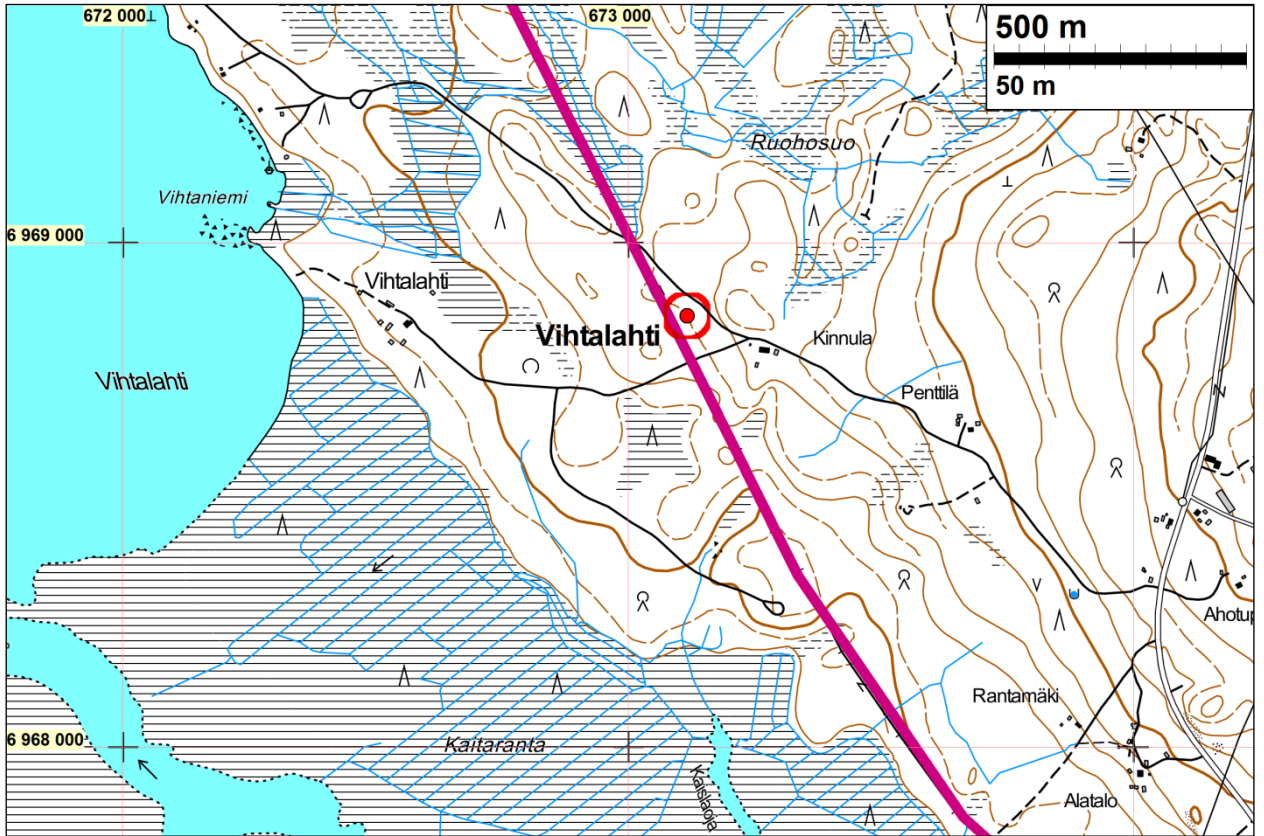 672 000
673 000
500 m
50 m
Ruohosuo
Vihtaniemi
6 969 000
Vihtalahti
Vihtalahti
Kinnula
Vihtalahti
Penttilä
Ahotup
Rantamäki
6 968 000
Kaitaranta
Kaislaoja
Alatalo